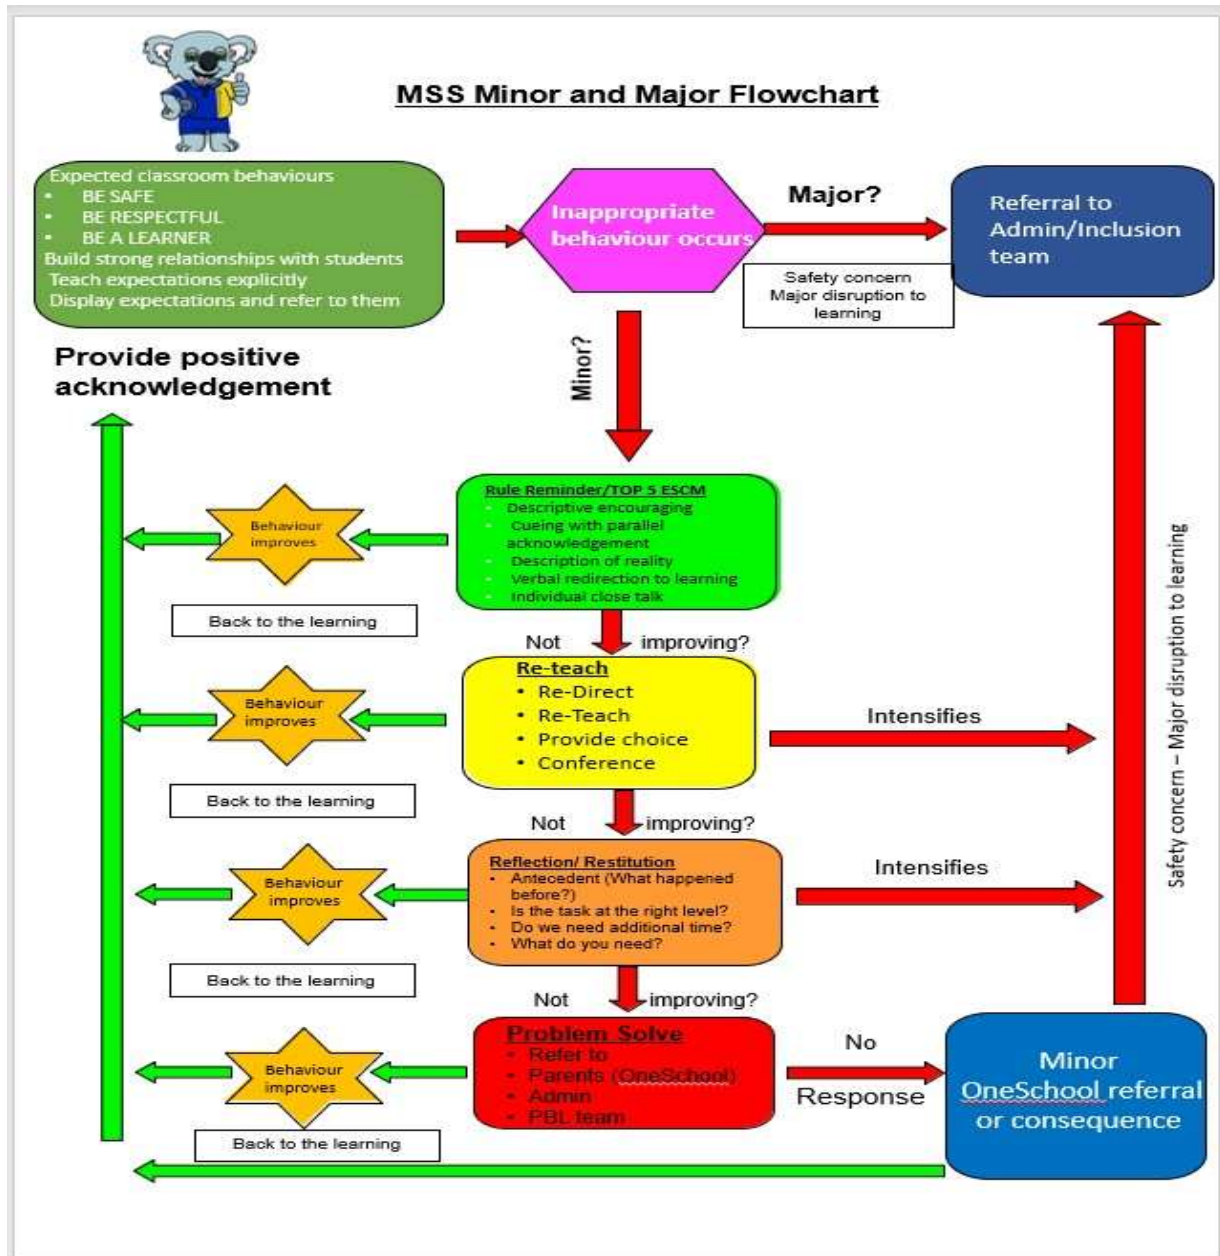 MSS Minor and Major Flowchart
Expected classroom behaviours
• BE SAFE
• BE RESPECTFUL
• BE A LEARNER
Build strong relationships with students
Teach expectations explicitly
Display expectations and refer to them
Inappropriate
behaviour occurs
Major?
Safety concern
Major disruption to
learning
Referral to
Admin/Inclusion
team
Provide positive
acknowledgement
Minor?
Rule Reminder/TOP 5 ESCM
• Descriptive encouraging
• Cueing with parallel
acknowledgement
• Description of reality
• Verbal redirection to learning
• Individual close talk
Behaviour
improves
Back to the learning
Not improving?
Re-teach
• Re-Direct
• Re-Teach
• Provide choice
• Conference
Behaviour
improves
Intensifies
Back to the learning
Not improving?
Reflection/ Restitution
• Antecedent (What happened
before?)
• Is the task at the right level?
• Do we need additional time?
• What do you need?
Behaviour
improves
Intensifies
Safety concern – Major disruption to learning
Back to the learning
Not improving?
Problem Solve
• Refer to
• Parents (OneSchool)
• Admin
• PBL team
Behaviour
improves
No
Response
Minor
OneSchool referral
or consequence
Back to the learning